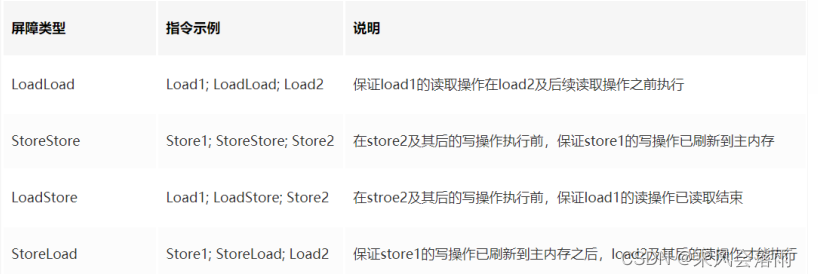 屏障类型 指令示例 说明
LoadLoad Load1; LoadLoad; Load2 保证load1的读取操作在load2及后续读取操作之前执行
StoreStore Store1; StoreStore; Store2 在store2及其后的写操作执行前，保证store1的写操作已刷新到主内存
LoadStore Load1; LoadStore; Store2 在stroe2及其后的写操作执行前，保证load1的读操作已读取结束
StoreLoad Store1; StoreLoad; Load2 保证store1的写操作已刷新到主内存之后，load2及其后的读操作才能执行
CSDN @乘风会落雨